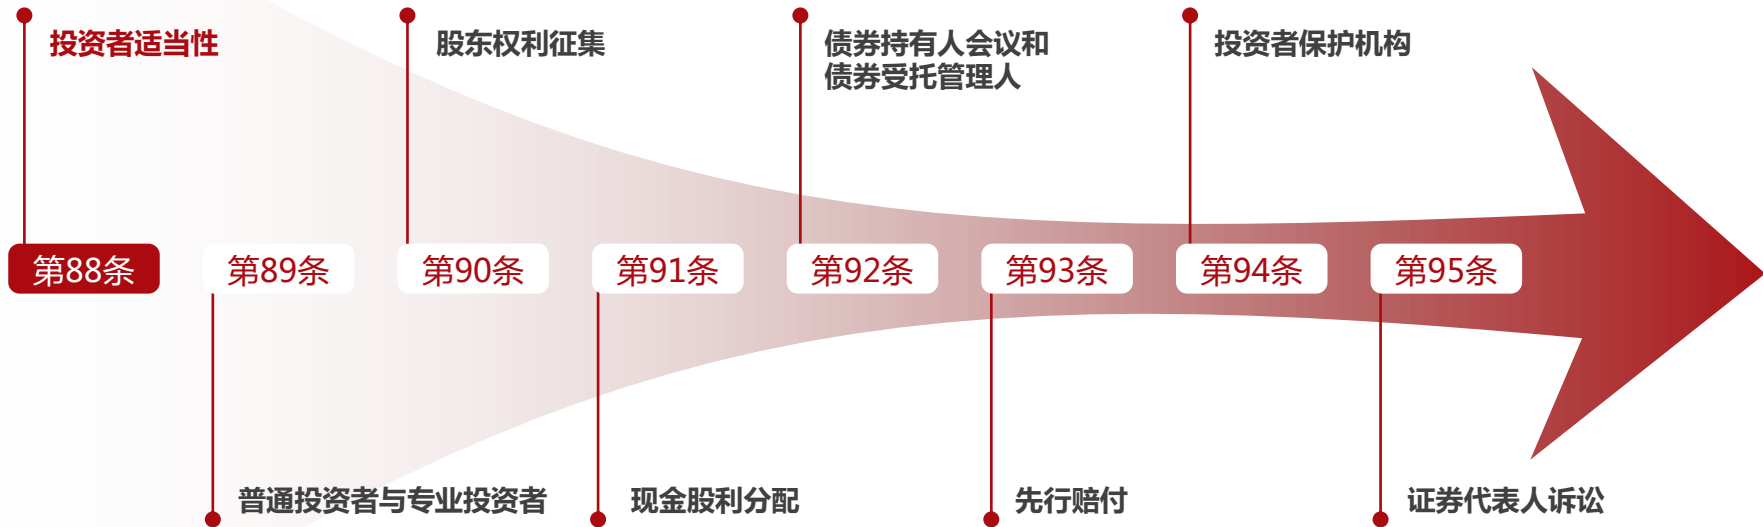 投资者适当性
股东权利征集
债券持有人会议和
债券受托管理人
投资者保护机构
第88条
第89条
第90条
第91条
第92条
第93条
第94条
第95条
普通投资者与专业投资者
现金股利分配
先行赔付
证券代表人诉讼